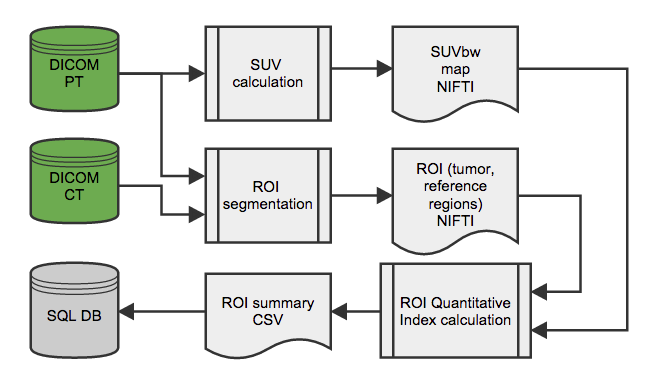 DICOM
PT
SUV
calculation
SUVbw
map
NIFTI
DICOM
CT
ROI
segmentation
ROI (tumor,
reference
regions)
NIFTI
SQL DB
ROI summary
CSV
ROI Quantitative
Index calculation